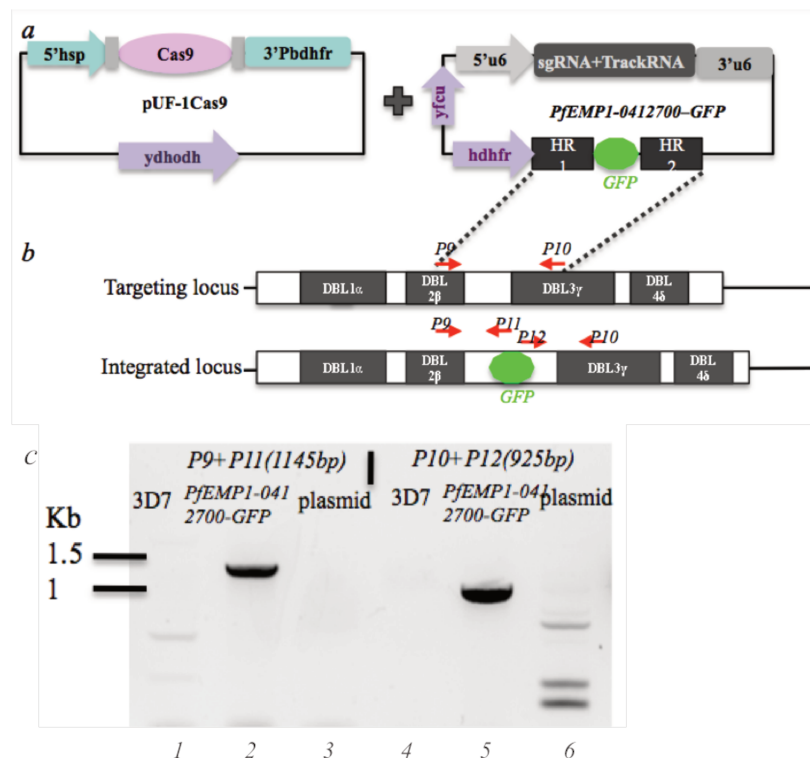 a
5'hsp
Cas9
3'Pbdhfr
pUF-1Cas9
ydhodh
5'u6
sgRNA+TrackRNA
3'u6
yfcu
PfEMP1-0412700–GFP
hdhfr
HR
1
HR
2
GFP
b
P9
P10
Targeting locus
DBL1α
DBL
2β
DBL3γ
DBL
4δ
P9
P11
P12
P10
Integrated locus
DBL1α
DBL
2β
DBL3γ
DBL
4δ
GFP
c
P9+P11(1145bp)
P10+P12(925bp)
3D7
PfEMP1-041
2700-GFP
plasmid
3D7
PfEMP1-041
2700-GFP
plasmid
Kb
1.5
1
1 2 3 4 5 6